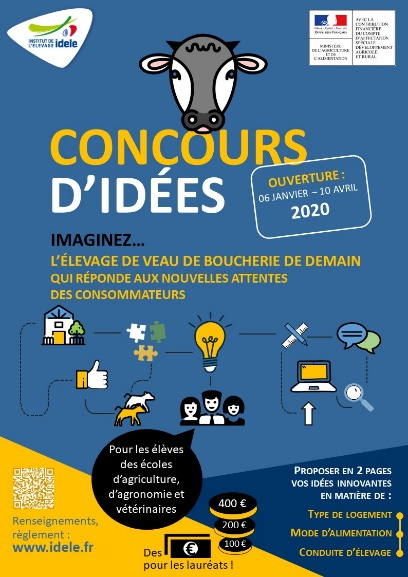 INSTITUT DE
L'ÉLEVAGE idele
RÉPUBLIQUE FRANÇAISE
MINISTÈRE
DE L'AGRICULTURE
ET DE
L'ALIMENTATION
AVEC LA
CONTRIBUTION
FINANCIÈRE
DU COMPTE
D'AFFECTATION
SPÉCIALE
DÉVELOPPEMENT
AGRICOLE
ET RURAL
CONCOURS
D'IDÉES
OUVERTURE :
06 JANVIER – 10 AVRIL
2020
IMAGINEZ…
L'ÉLEVAGE DE VEAU DE BOUCHERIE DE DEMAIN
QUI RÉPONDE AUX NOUVELLES ATTENTES
DES CONSOMMATEURS
Pour les élèves
des écoles
d'agriculture,
d'agronomie et
vétérinaires
PROPOSER EN 2 PAGES
VOS IDÉES INNOVANTES
EN MATIÈRE DE :
TYPE DE LOGEMENT
MODE D'ALIMENTATION
CONDUITE D'ÉLEVAGE
400 €
200 €
100 €
Renseignements,
règlement :
www.idele.fr
Des
pour les lauréats !